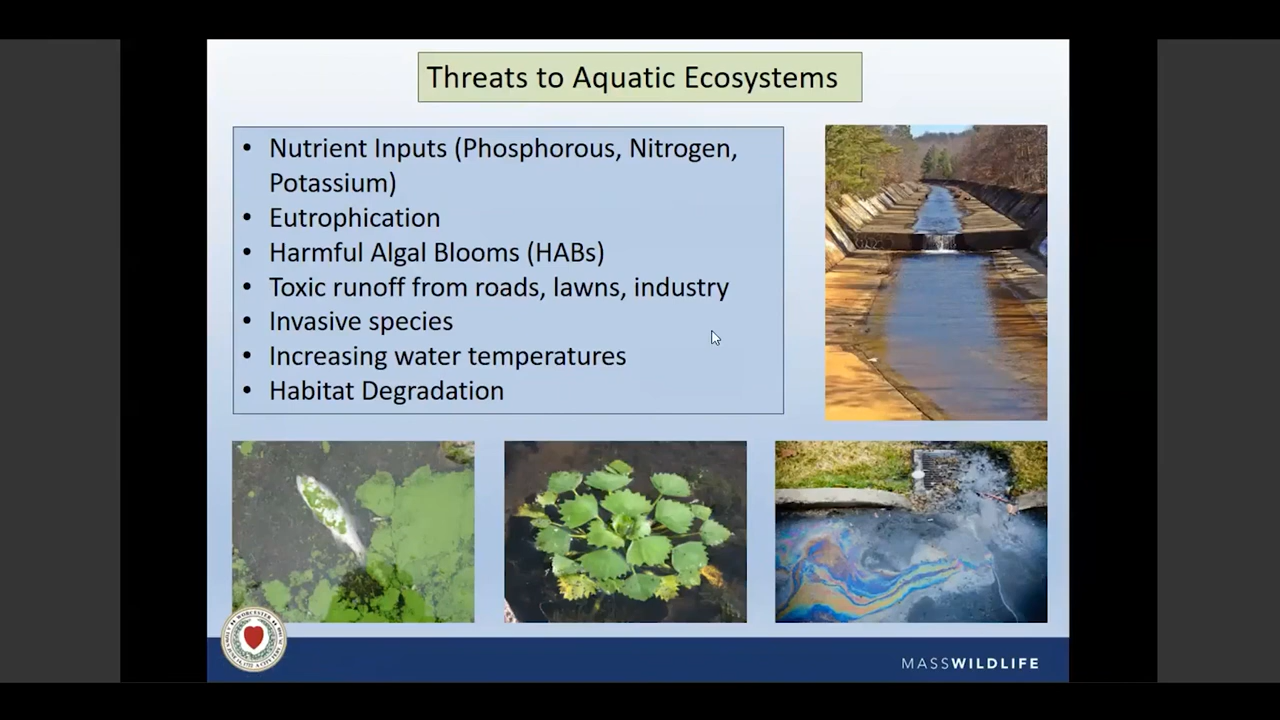 Threats to Aquatic Ecosystems
• Nutrient Inputs (Phosphorous, Nitrogen,
Potassium)
• Eutrophication
• Harmful Algal Blooms (HABs)
• Toxic runoff from roads, lawns, industry
• Invasive species
• Increasing water temperatures
• Habitat Degradation
WORCESTER
MASSWILDLIFE